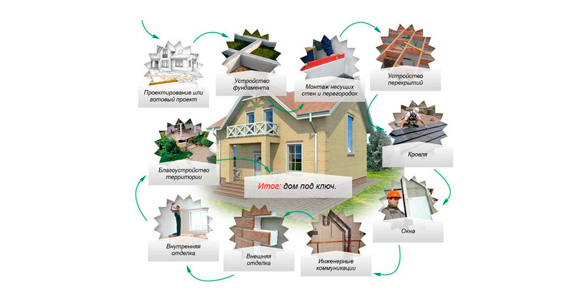 Проектирование или
готовый проект
Устройство
фундамента
Монтаж несущих
стен и перегородок
Устройство
перекрытий
Кровля
Окна
Инженерные
коммуникации
Внешняя
отделка
Внутренняя
отделка
Благоустройство
территории
Итог: дом под ключ.